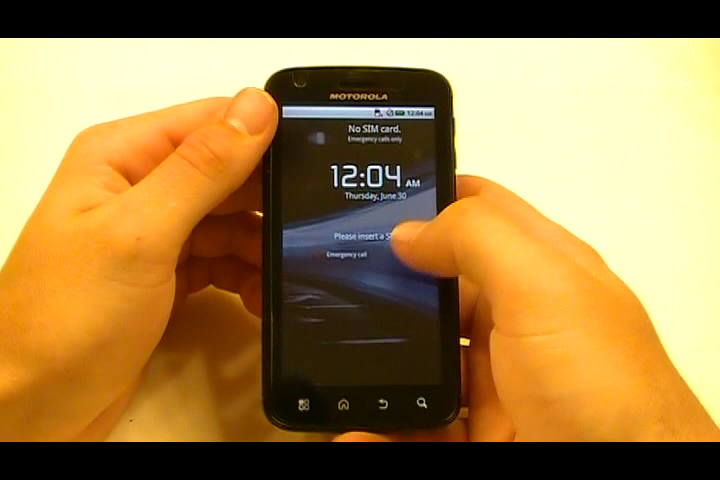 MOTOROLA
12:04 AM
No SIM card.
Emergency calls only
12:04 AM
Thursday, June 30
Please insert a S
Emergency call